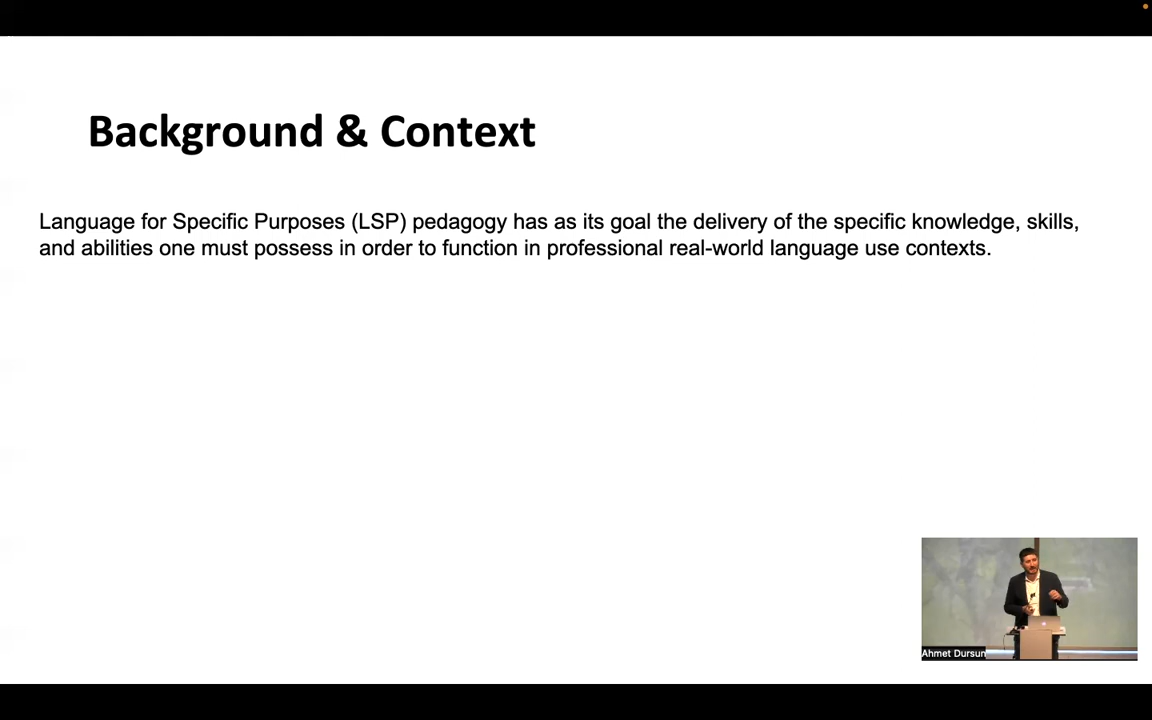 Background & Context
Language for Specific Purposes (LSP) pedagogy has as its goal the delivery of the specific knowledge, skills,
and abilities one must possess in order to function in professional real-world language use contexts.
Ahmet Dursun